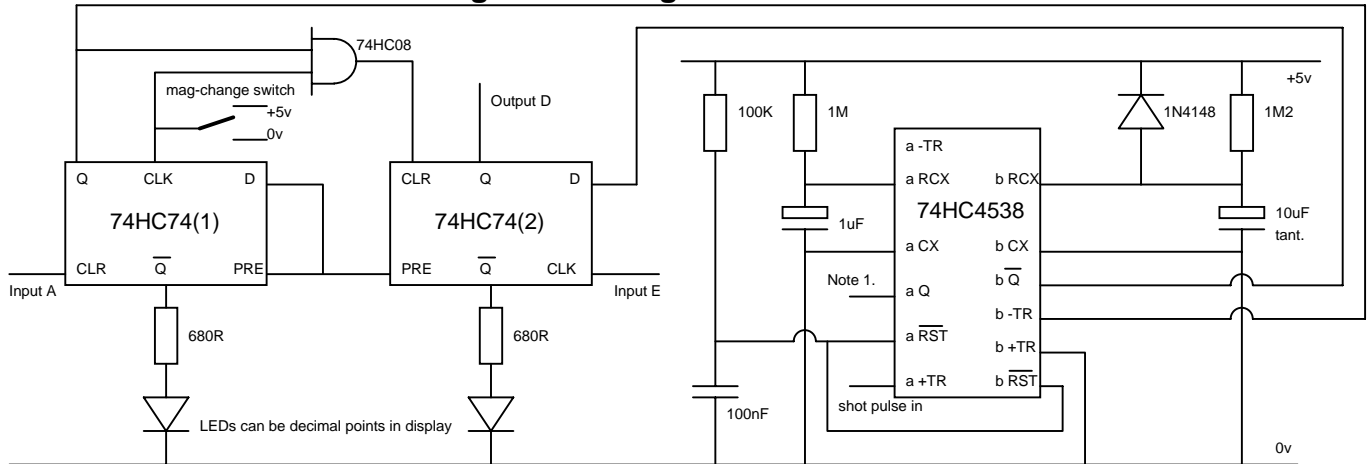 74HC08
mag-change switch
+5v
0v
Output D
Q CLK D
74HC74(1)
CLR Q PRE
Input A
CLR Q D
74HC74(2)
PRE Q CLK
Input E
680R
680R
LEDs can be decimal points in display
+5v
100K
1M
1N4148
1M2
a -TR
a RCX
b RCX
74HC4538
1uF
10uF
tant.
a CX
b CX
Note 1.
a Q
b Q
b -TR
a RST
b +TR
a +TR
b RST
shot pulse in
100nF
0v